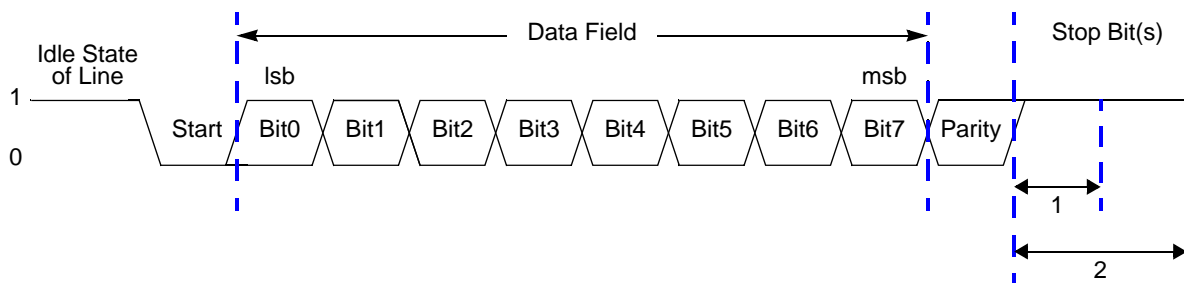 Data Field
Stop Bit(s)
Idle State
of Line
lsb
msb
1
Start
Bit0
Bit1
Bit2
Bit3
Bit4
Bit5
Bit6
Bit7
Parity
0
1
2